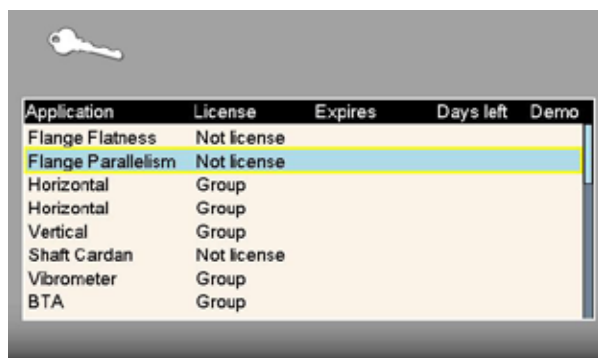 Application License Expires Days left Demo
Flange Flatness Not license
Flange Parallelism Not license
Horizontal Group
Horizontal Group
Vertical Group
Shaft Cardan Not license
Vibrometer Group
BTA Group